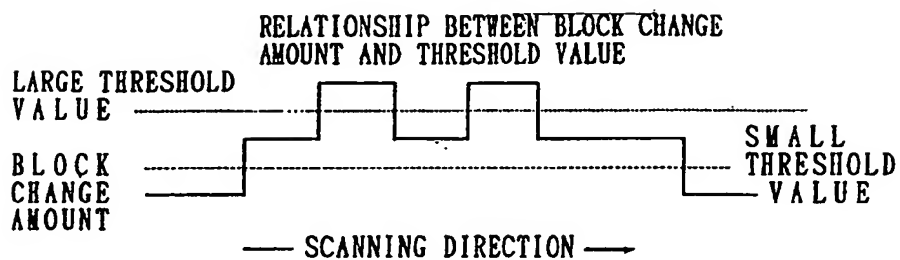 RELATIONSHIP BETWEEN BLOCK CHANGE
AMOUNT AND THRESHOLD VALUE
LARGE THRESHOLD
VALUE
BLOCK
CHANGE
AMOUNT
SMALL
THRESHOLD
VALUE
SCANNING DIRECTION